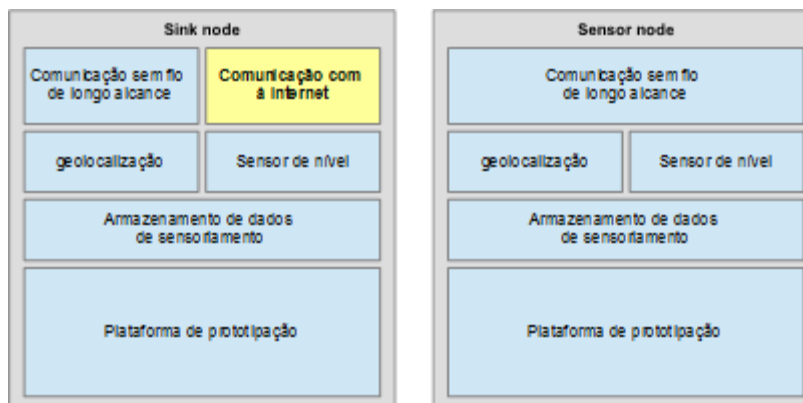 Sink node
Comunicação sem fio
de longo alcance
Comunicação com
à Internet
geolocalização
Sensor de nível
Armazenamento de dados
de sensoriamento
Plataforma de prototipação
Sensor node
Comunicação sem fio
de longo alcance
geolocalização
Sensor de nível
Armazenamento de dados
de sensoriamento
Plataforma de prototipação